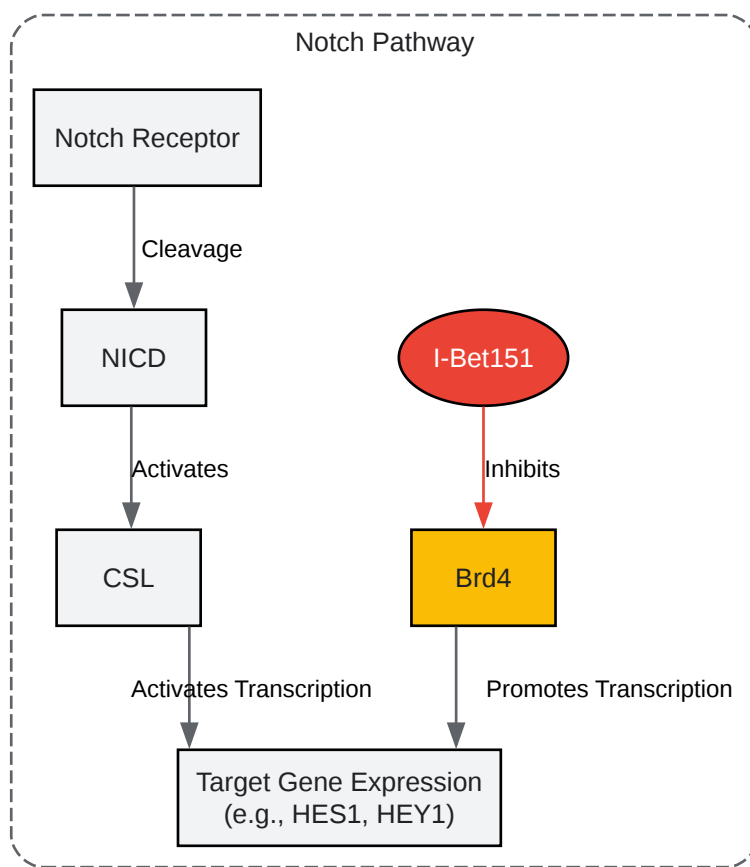 Notch Pathway
Notch Receptor
Cleavage
NICD
I-Bet151
Activates
Inhibits
CSL
Brd4
Activates Transcription
Promotes Transcription
Target Gene Expression
(e.g., HES1, HEY1)